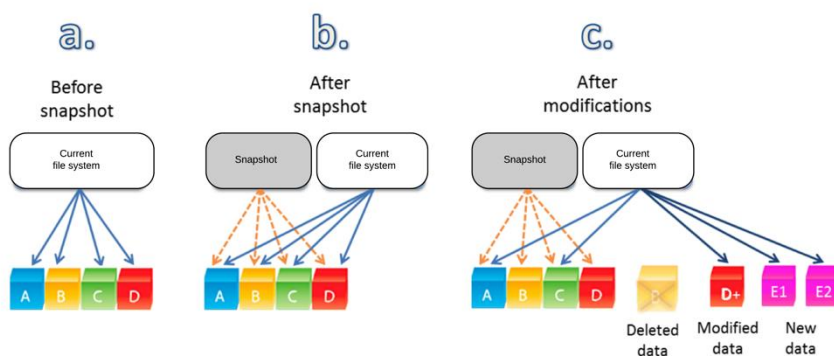 a.
b.
c.
Before
snapshot
After
snapshot
After
modifications
Current
file system
Snapshot
Current
file system
Snapshot
Current
file system
A B C D
A B C D
A B C D
D+
E1
E2
Deleted
data
Modified
data
New
data